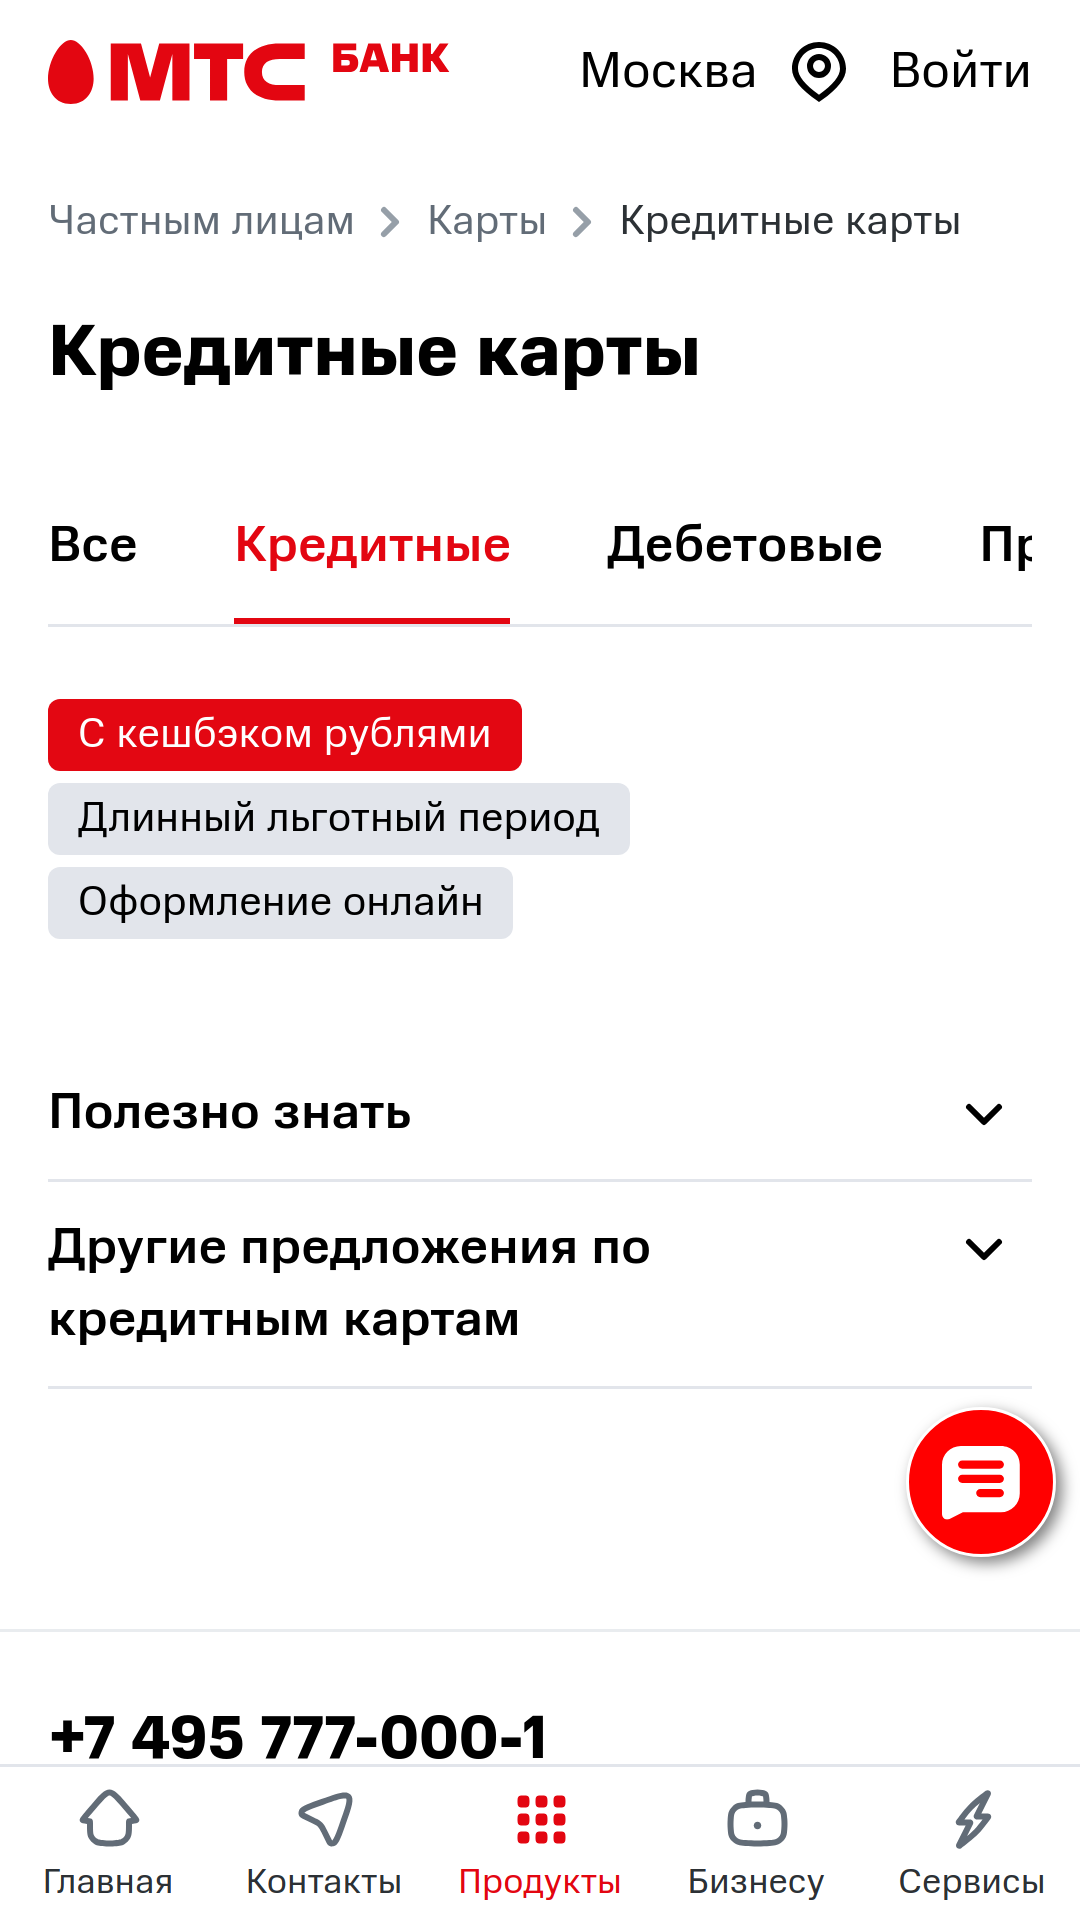 МТС БАНК
Москва Войти
Частным лицам Карты Кредитные карты
Кредитные карты
Все Кредитные Дебетовые Пр
С кешбэком рублями
Длинный льготный период
Оформление онлайн
Полезно знать
Другие предложения по
кредитным картам
+7 495 777-000-1
Главная Контакты Продукты Бизнесу Сервисы